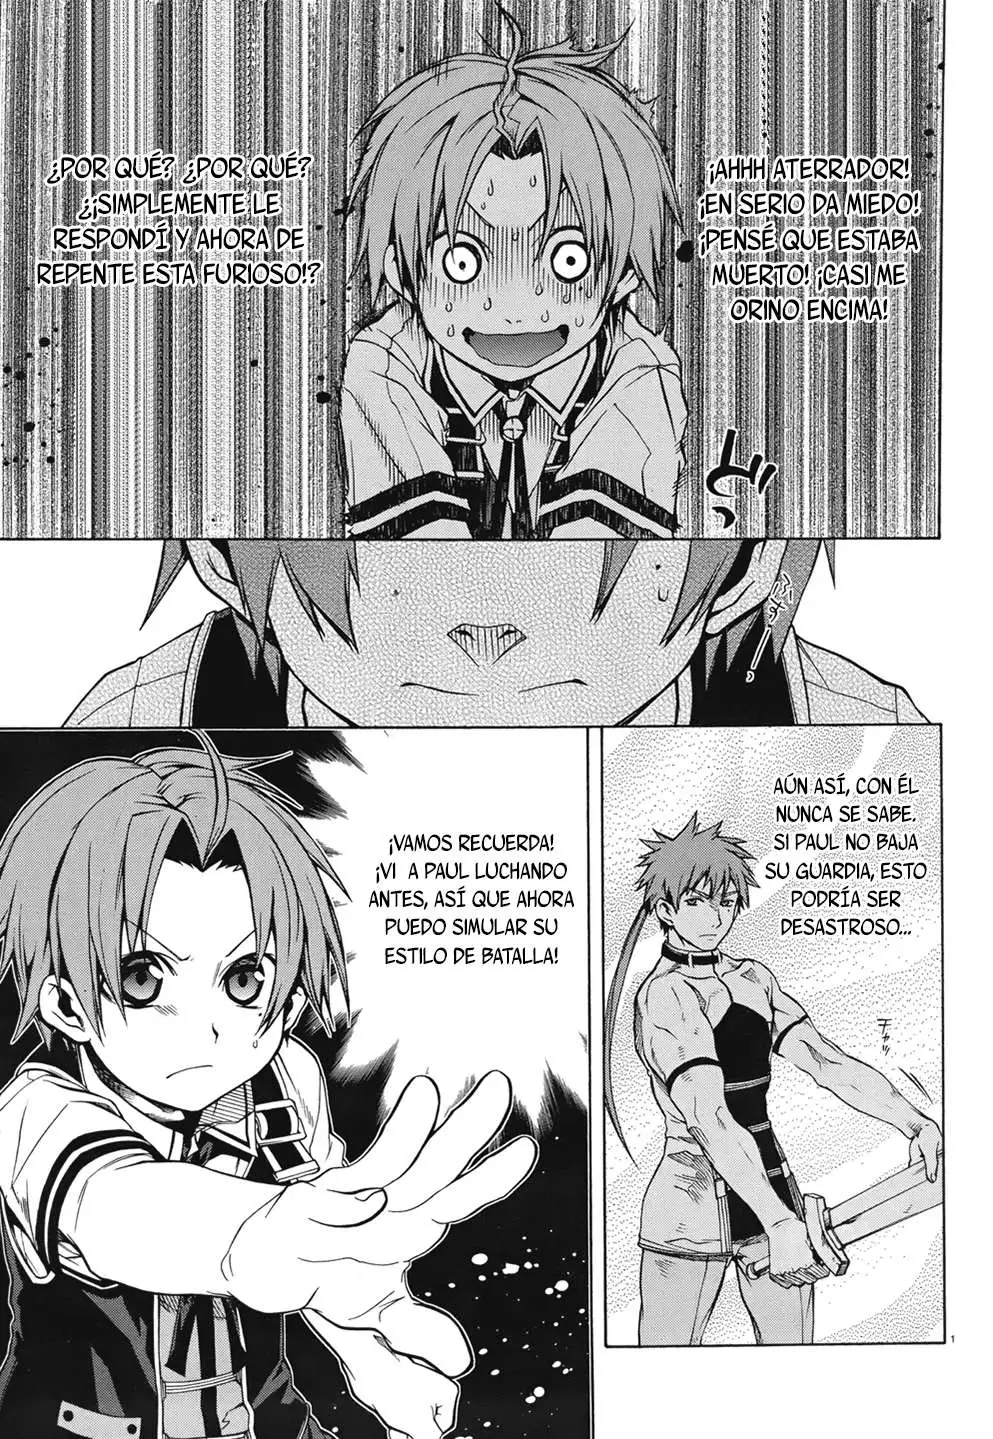 ¡AHHH ATERRADOR!
¡EN SERIO DA MIEDO!
¡PENSÉ QUE ESTABA
MUERTO! ¡CASI ME
ORINO ENCIMA!
¿POR QUÉ? ¿POR QUÉ?
¿¡SIMPLEMENTE LE
RESPONDÍ Y AHORA DE
REPENTE ESTA FURIOSO!?
AÚN ASÍ, CON ÉL
NUNCA SE SABE.
SI PAUL NO BAJA
SU GUARDIA, ESTO
PODRÍA SER
DESASTROSO...
チャッ
¡VAMOS RECUERDA!
¡VI A PAUL LUCHANDO
ANTES, ASÍ QUE AHORA
PUEDO SIMULAR SU
ESTILO DE BATALLA!
1